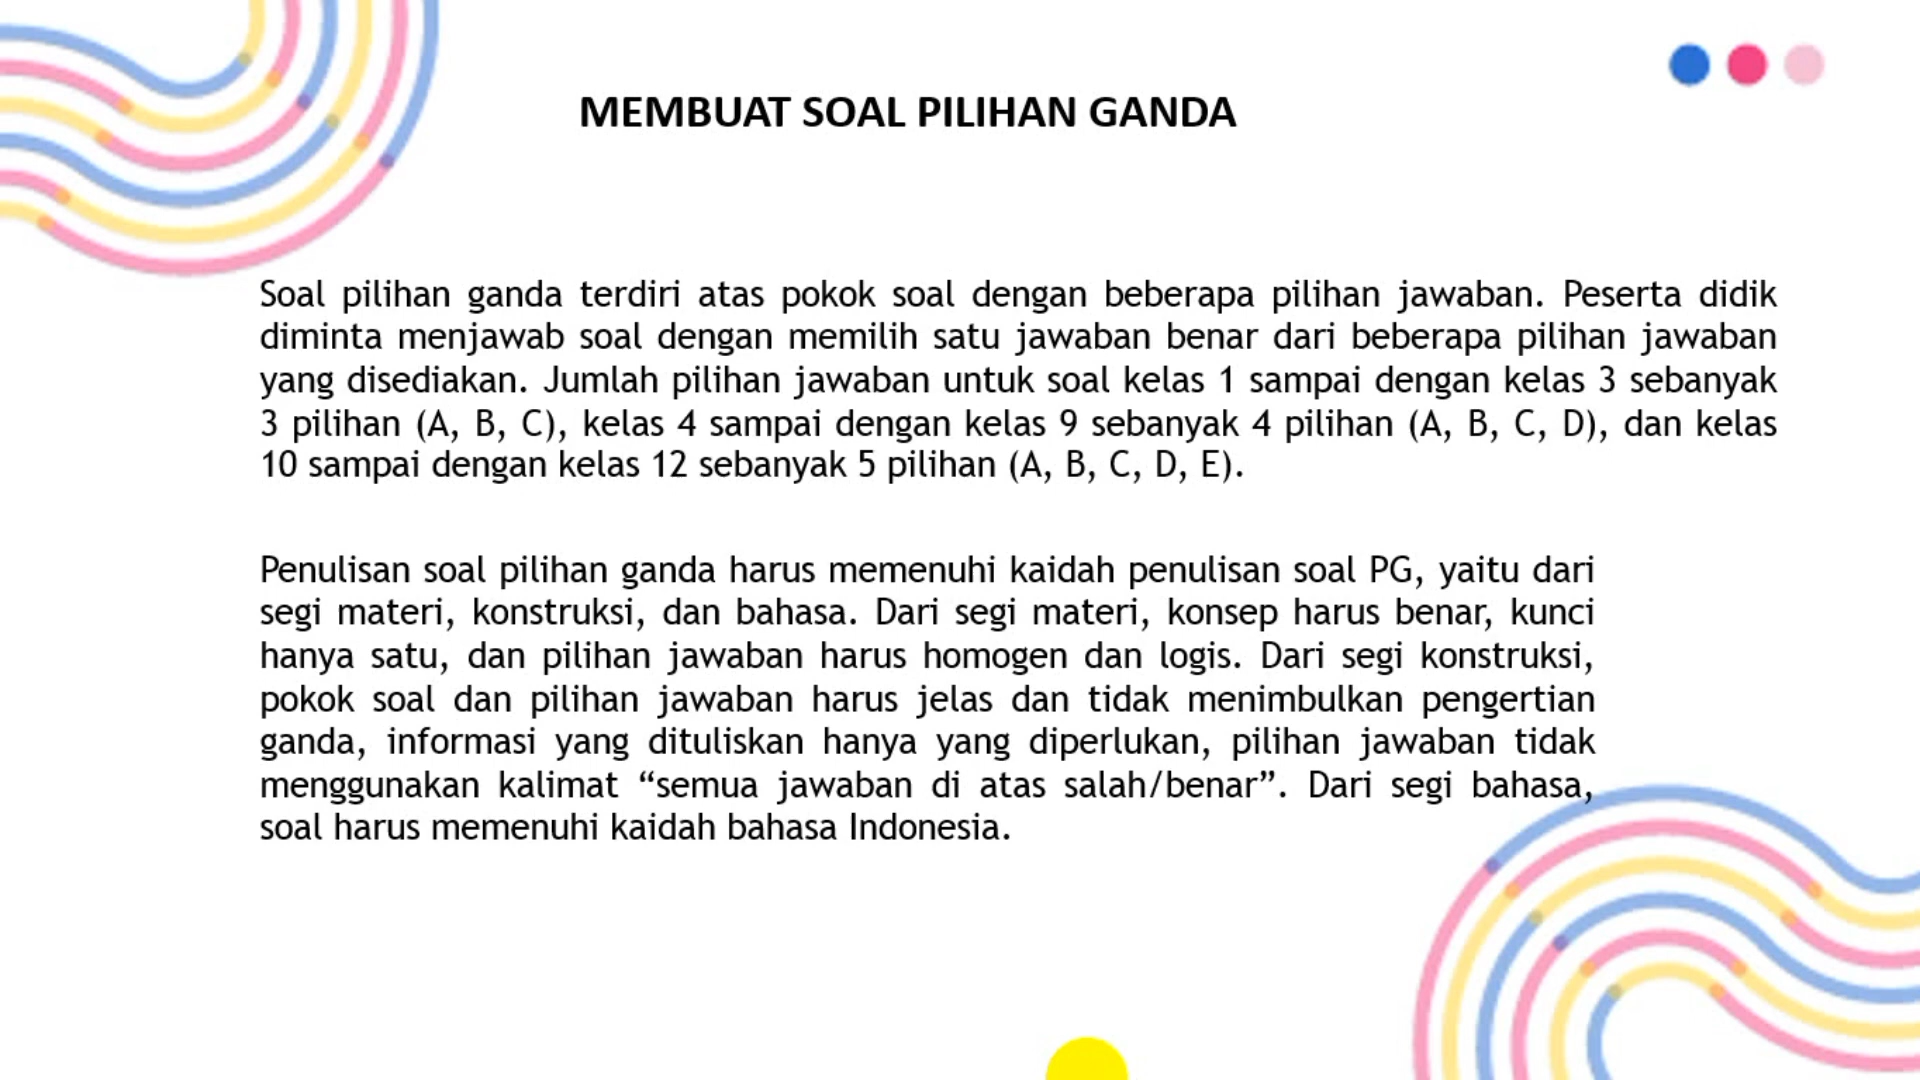 MEMBUAT SOAL PILIHAN GANDA
Soal pilihan ganda terdiri atas pokok soal dengan beberapa pilihan jawaban. Peserta didik
diminta menjawab soal dengan memilih satu jawaban benar dari beberapa pilihan jawaban
yang disediakan. Jumlah pilihan jawaban untuk soal kelas 1 sampai dengan kelas 3 sebanyak
3 pilihan (A, B, C), kelas 4 sampai dengan kelas 9 sebanyak 4 pilihan (A, B, C, D), dan kelas
10 sampai dengan kelas 12 sebanyak 5 pilihan (A, B, C, D, E).
Penulisan soal pilihan ganda harus memenuhi kaidah penulisan soal PG, yaitu dari
segi materi, konstruksi, dan bahasa. Dari segi materi, konsep harus benar, kunci
hanya satu, dan pilihan jawaban harus homogen dan logis. Dari segi konstruksi,
pokok soal dan pilihan jawaban harus jelas dan tidak menimbulkan pengertian
ganda, informasi yang dituliskan hanya yang diperlukan, pilihan jawaban tidak
menggunakan kalimat “semua jawaban di atas salah/benar”. Dari segi bahasa,
soal harus memenuhi kaidah bahasa Indonesia.